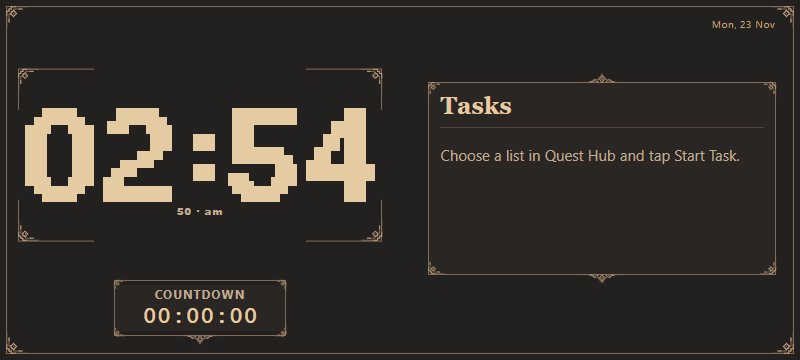 Mon, 23 Nov
02:54
50 · am
COUNTDOWN
00:00:00
Tasks
Choose a list in Quest Hub and tap Start Task.